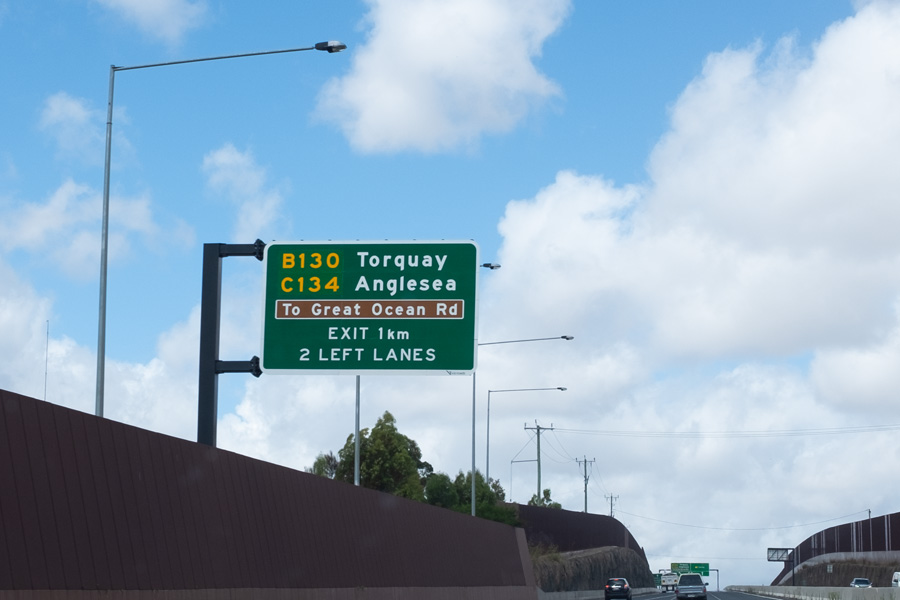 B130 Torquay
C134 Anglesea
To Great Ocean Rd
EXIT 1km
2 LEFT LANES